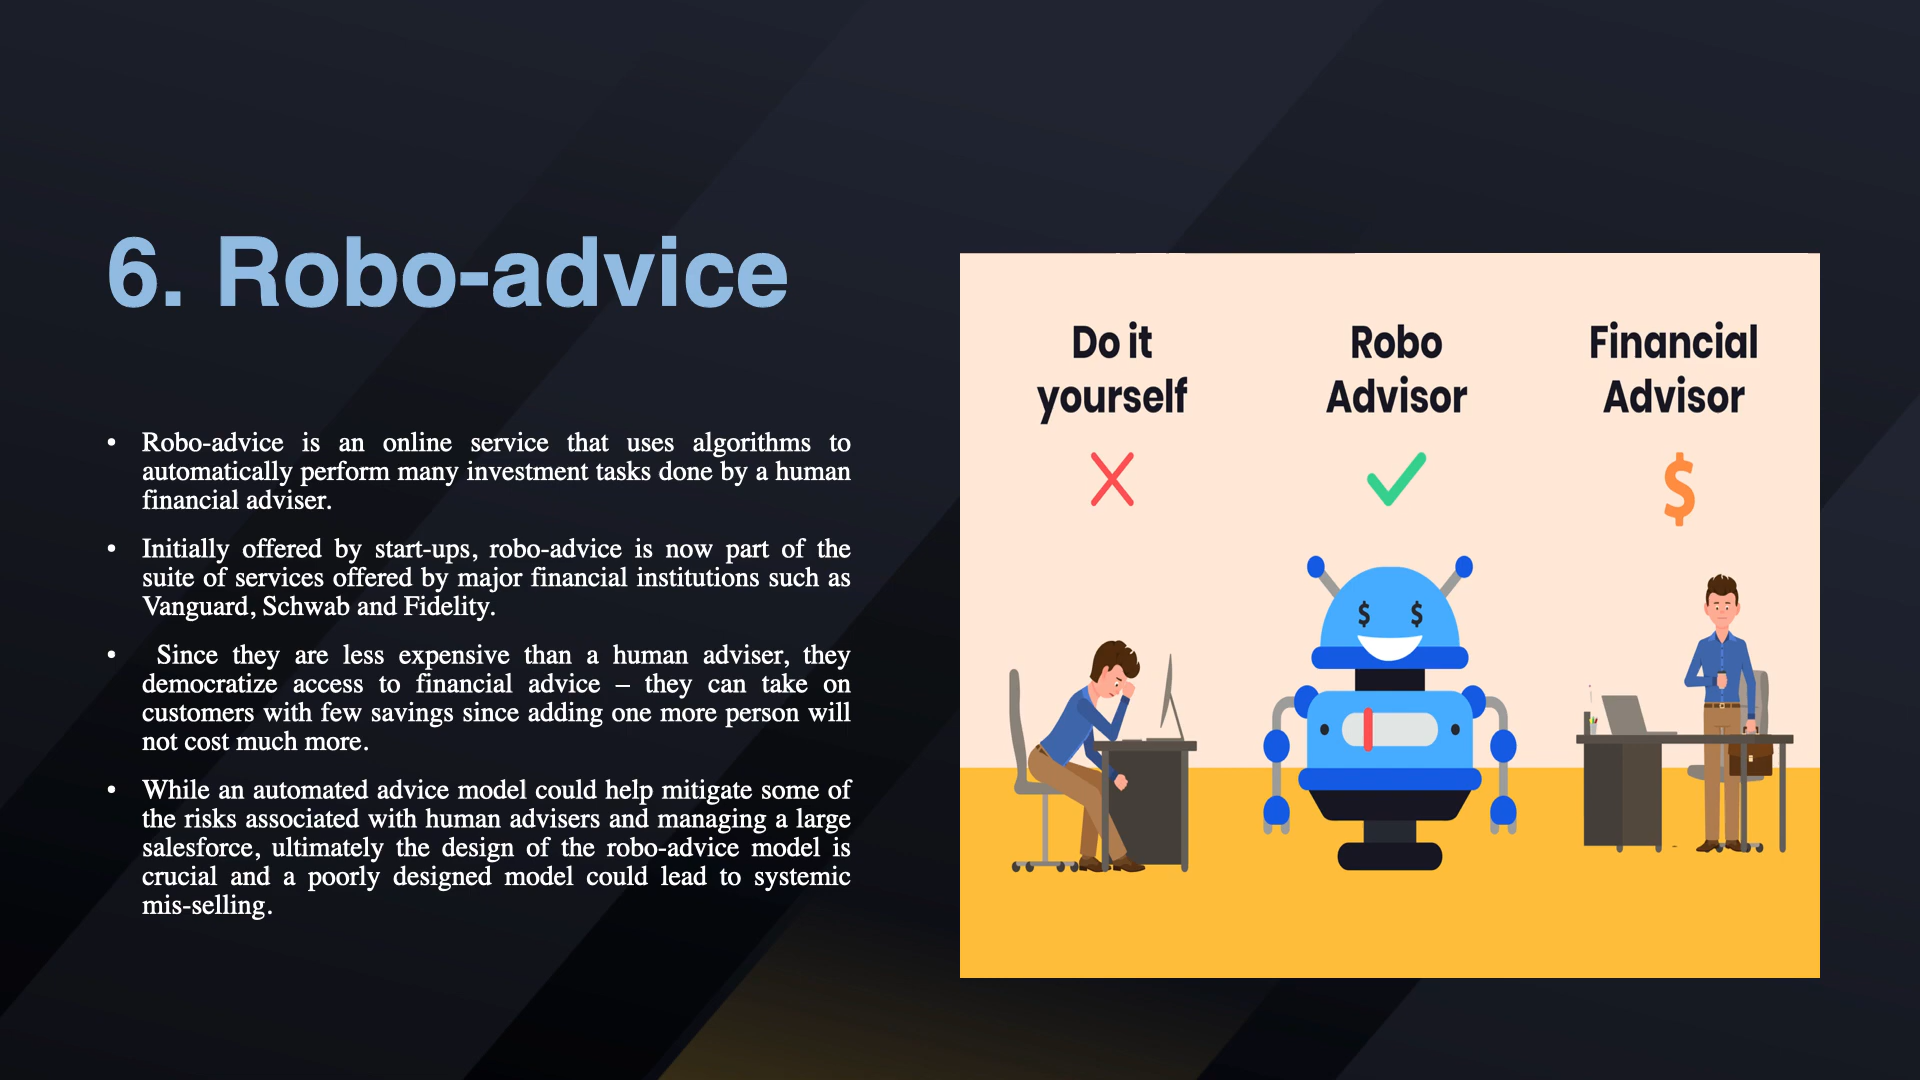 6. Robo-advice
• Robo-advice is an online service that uses algorithms to
automatically perform many investment tasks done by a human
financial adviser.
• Initially offered by start-ups, robo-advice is now part of the
suite of services offered by major financial institutions such as
Vanguard, Schwab and Fidelity.
• Since they are less expensive than a human adviser, they
democratize access to financial advice – they can take on
customers with few savings since adding one more person will
not cost much more.
• While an automated advice model could help mitigate some of
the risks associated with human advisers and managing a large
salesforce, ultimately the design of the robo-advice model is
crucial and a poorly designed model could lead to systemic
mis-selling.
Do it
yourself
Robo
Advisor
Financial
Advisor
$
$ $